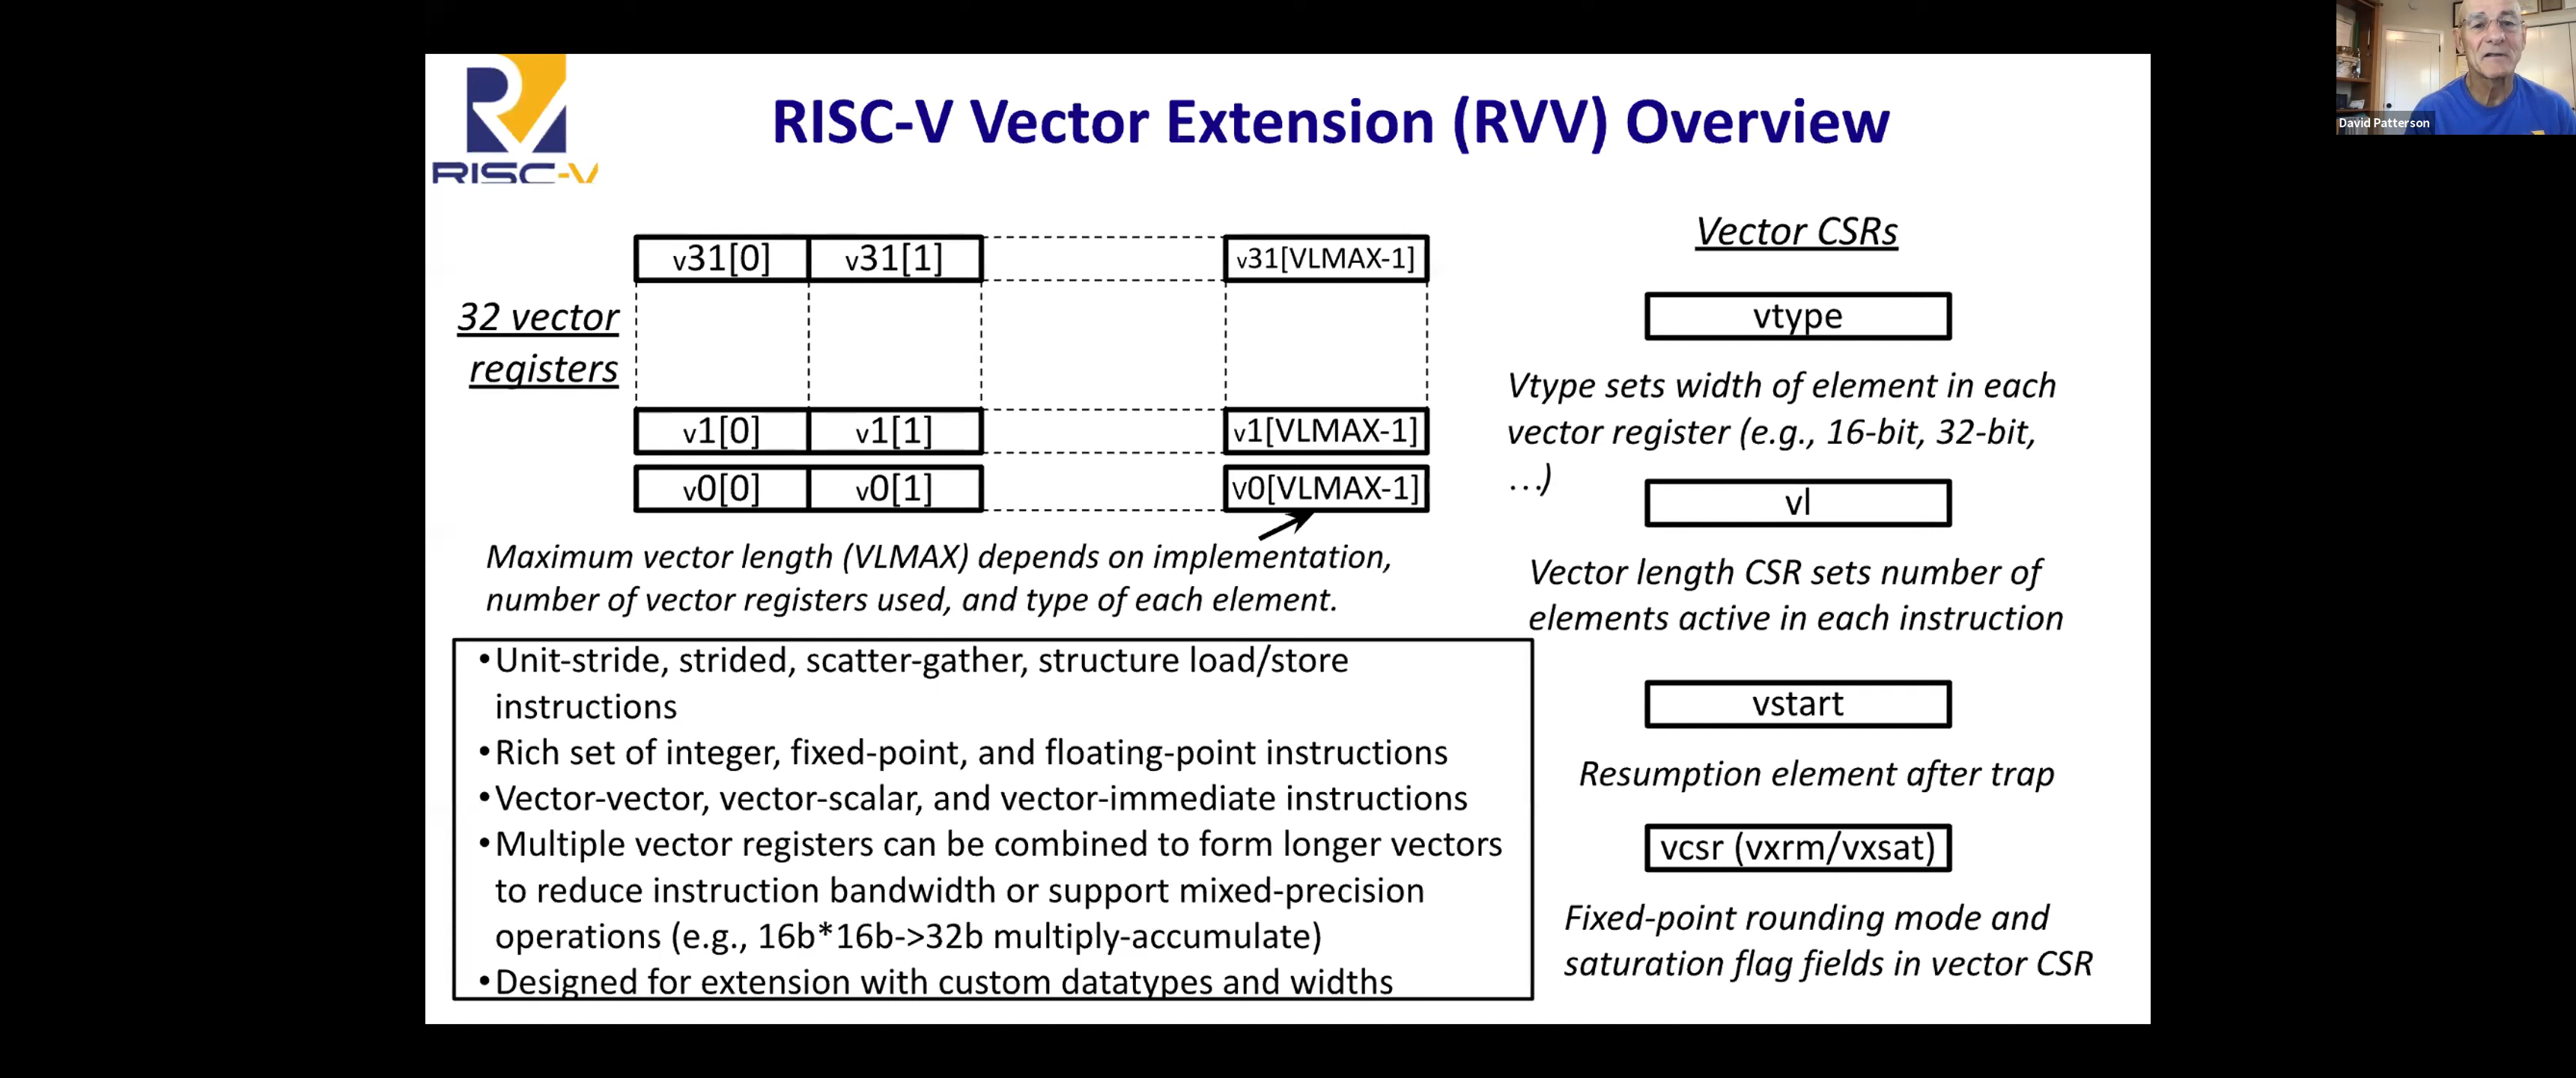 RISC-V
RISC-V Vector Extension (RVV) Overview
David Patterson
32 vector
registers
v31[0] v31[1] v31[VLMAX-1]
v1[0] v1[1] v1[VLMAX-1]
v0[0] v0[1] v0[VLMAX-1]
Maximum vector length (VLMAX) depends on implementation,
number of vector registers used, and type of each element.
•Unit-stride, strided, scatter-gather, structure load/store
instructions
•Rich set of integer, fixed-point, and floating-point instructions
•Vector-vector, vector-scalar, and vector-immediate instructions
•Multiple vector registers can be combined to form longer vectors
to reduce instruction bandwidth or support mixed-precision
operations (e.g., 16b*16b->32b multiply-accumulate)
•Designed for extension with custom datatypes and widths
Vector CSRs
vtype
Vtype sets width of element in each
vector register (e.g., 16-bit, 32-bit,
...)
vl
Vector length CSR sets number of
elements active in each instruction
vstart
Resumption element after trap
vcsr (vxrm/vxsat)
Fixed-point rounding mode and
saturation flag fields in vector CSR